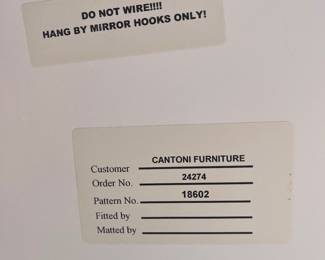 DO NOT WIRE!!!!
HANG BY MIRROR HOOKS ONLY!
Customer CANTONI FURNITURE
Order No. 24274
Pattern No. 18602
Fitted by
Matted by